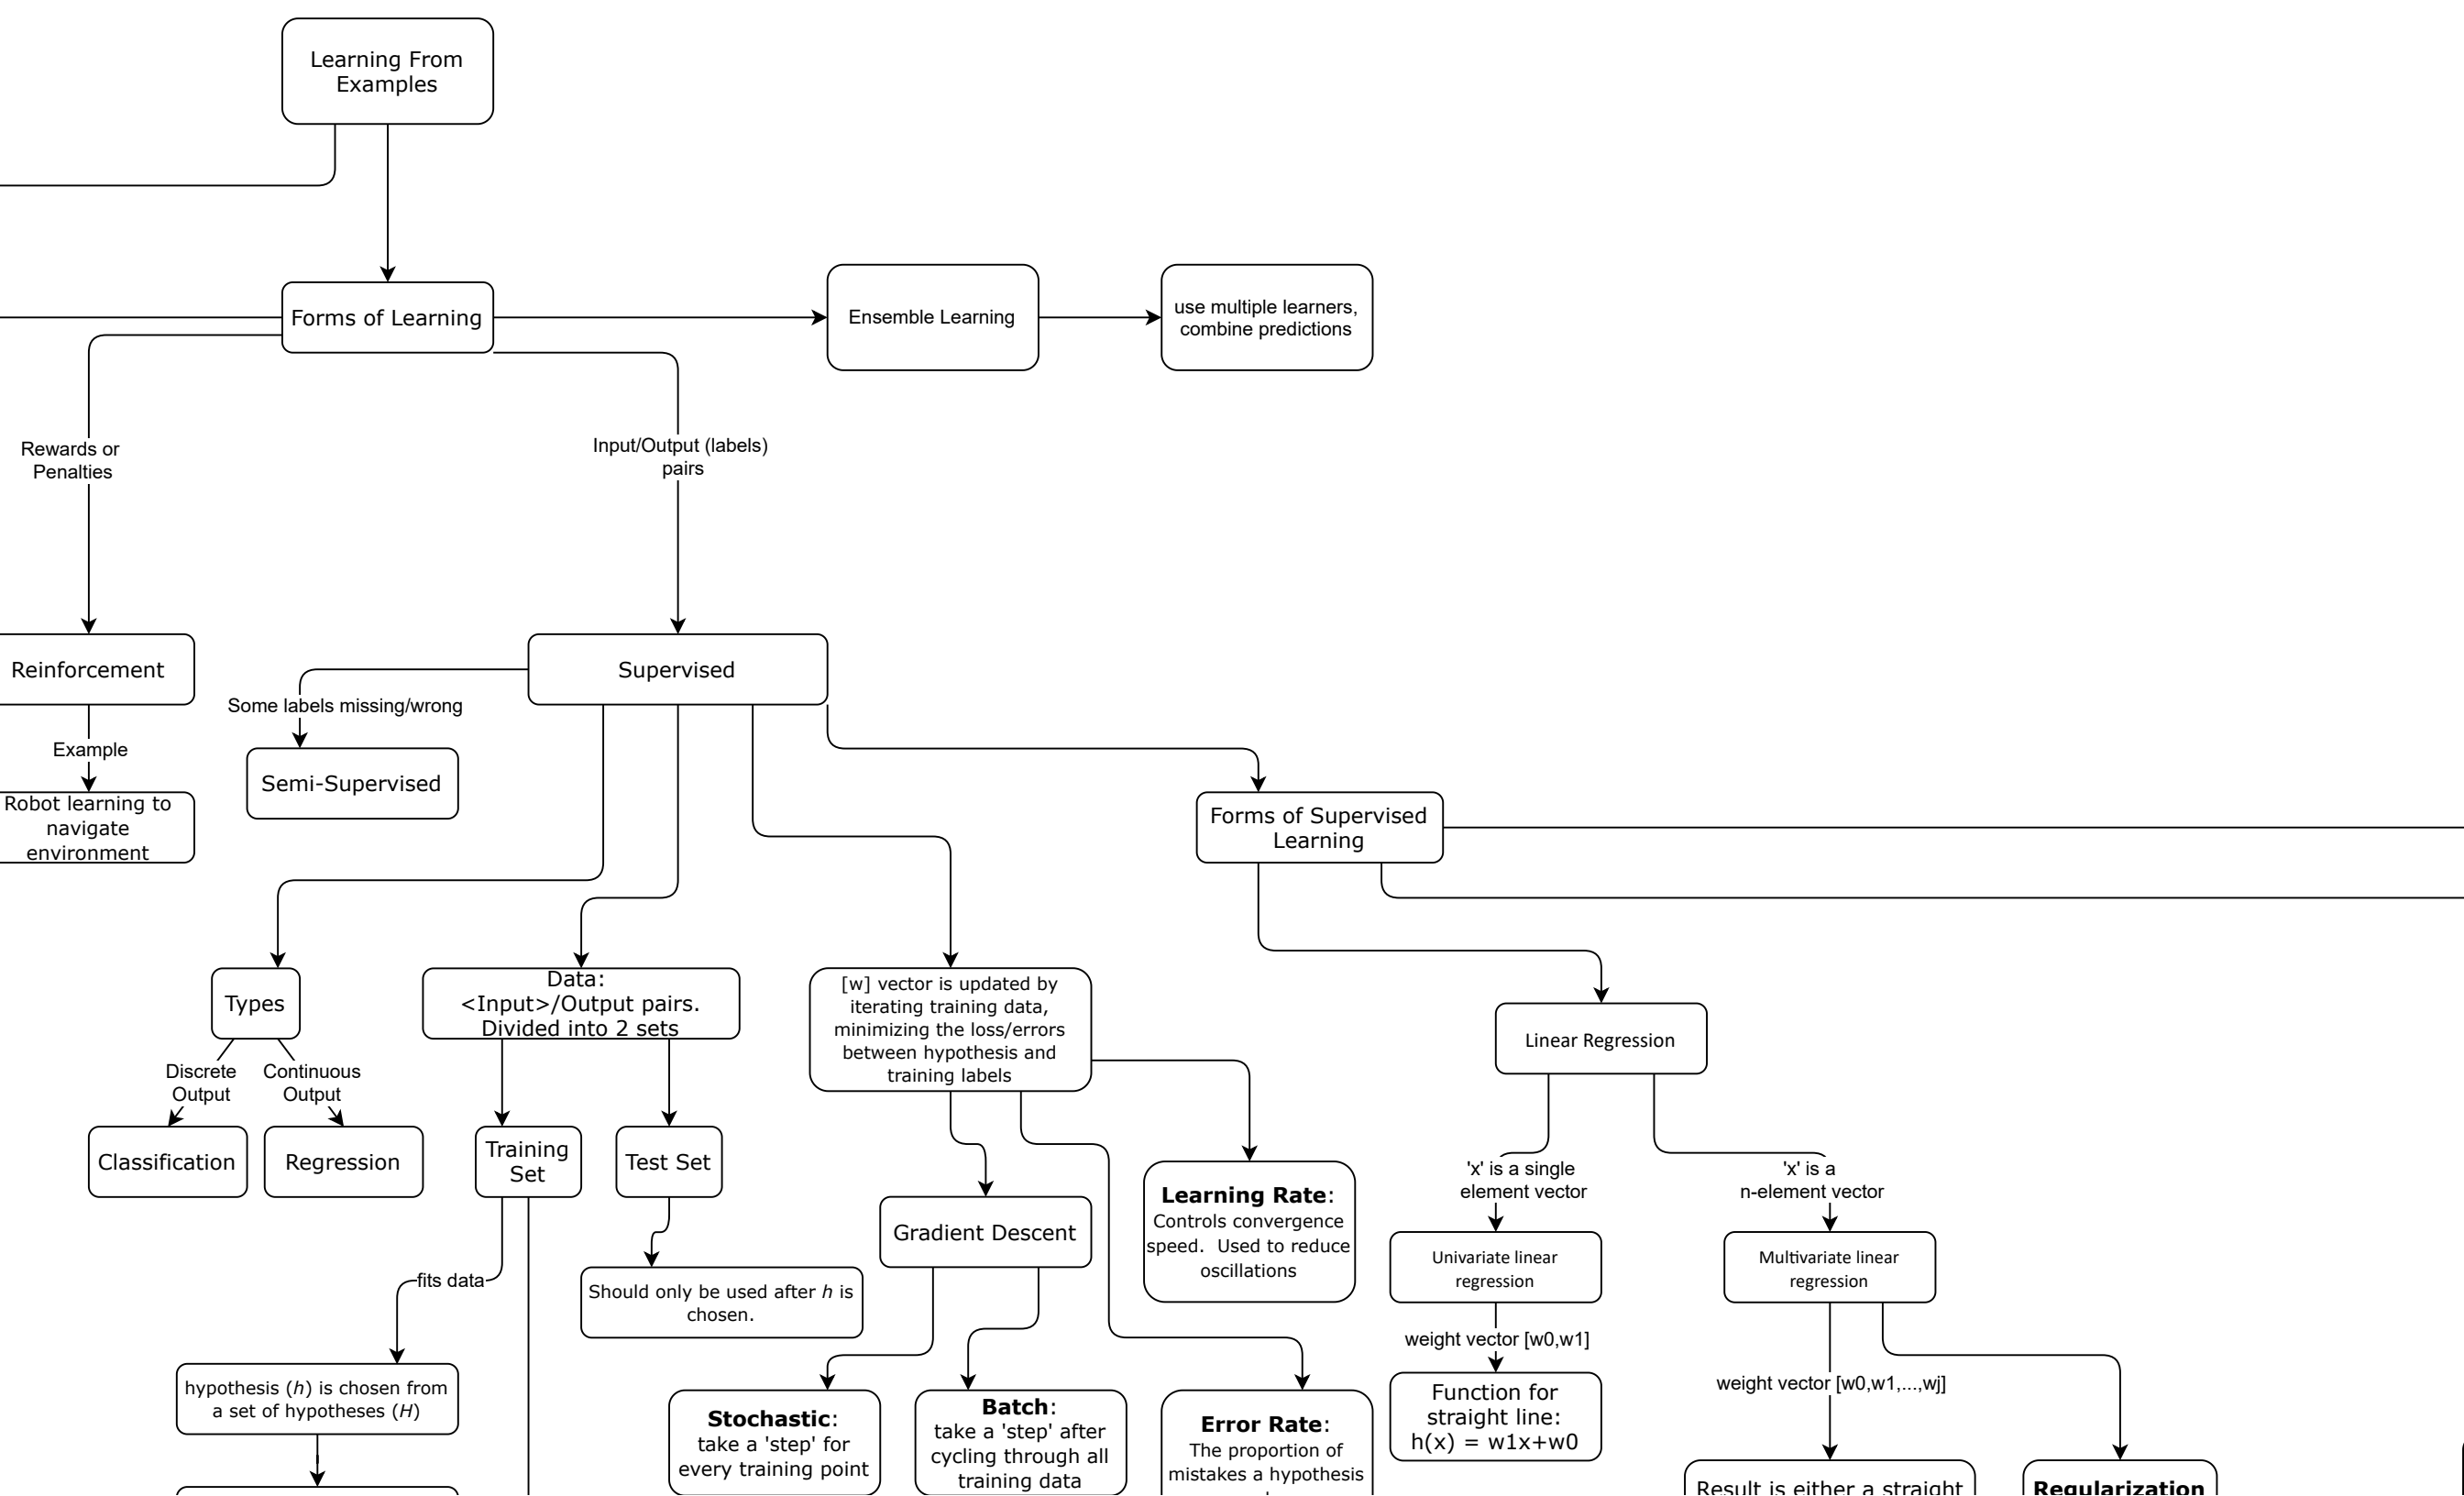 Learning From
Examples
Forms of Learning
Ensemble Learning
use multiple learners,
combine predictions
Rewards or
Penalties
Input/Output (labels)
pairs
Reinforcement
Supervised
Some labels missing/wrong
Example
Semi-Supervised
Robot learning to
navigate
environment
Forms of Supervised
Learning
Types
Data:
<Input>/Output pairs.
Divided into 2 sets
[w] vector is updated by
iterating training data,
minimizing the loss/errors
between hypothesis and
training labels
Linear Regression
Discrete
Output
Continuous
Output
Classification
Regression
Training
Set
Test Set
Gradient Descent
Learning Rate:
Controls convergence
speed.  Used to reduce
oscillations
'x' is a single
element vector
'x' is a
n-element vector
Univariate linear
regression
Multivariate linear
regression
fits data
Should only be used after h is
chosen.
weight vector [w0,w1]
weight vector [w0,w1,...,wj]
hypothesis (h) is chosen from
a set of hypotheses (H)
Stochastic:
take a 'step' for
every training point
Batch:
take a 'step' after
cycling through all
training data
Error Rate:
The proportion of
mistakes a hypothesis
Function for
straight line:
h(x) = w1x+w0
Result is either a straight
Regularization